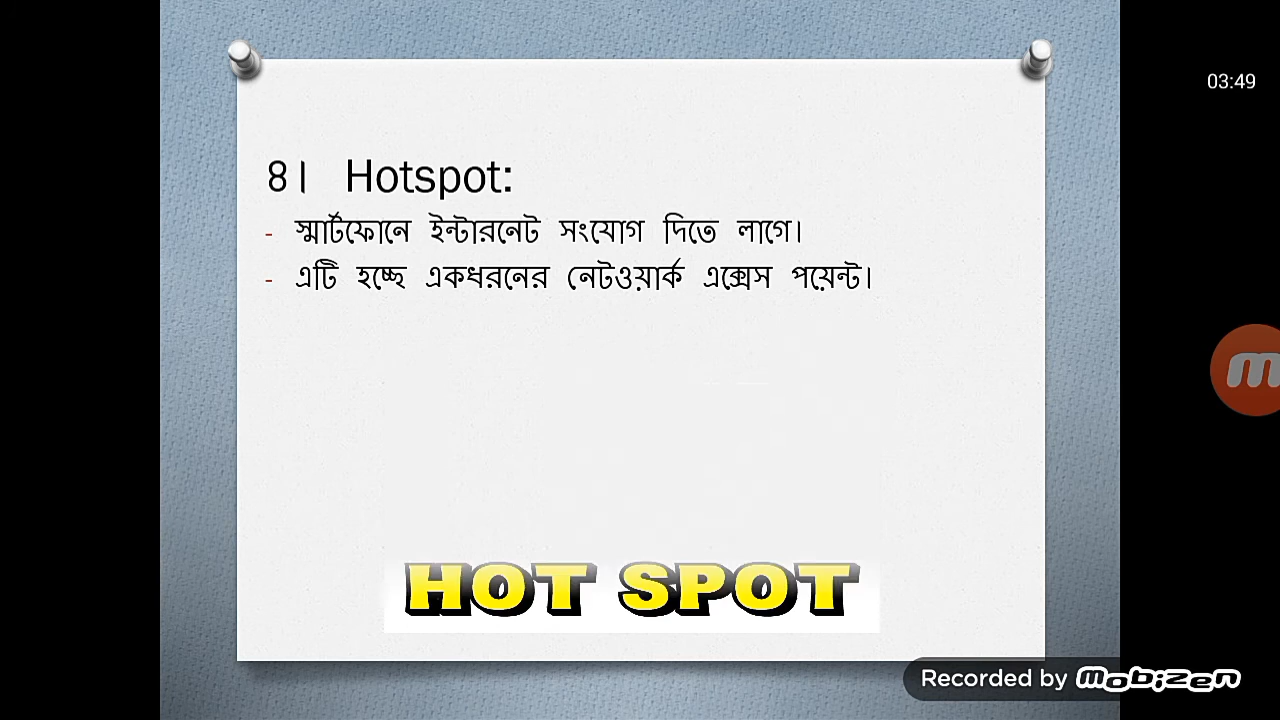 03:49
৪। Hotspot:
- স্মার্টফোনে ইন্টারনেট সংযোগ দিতে লাগে।
- এটি হচ্ছে একধরনের নেটওয়ার্ক এক্সেস পয়েন্ট।
HOT SPOT
Recorded by mobizen